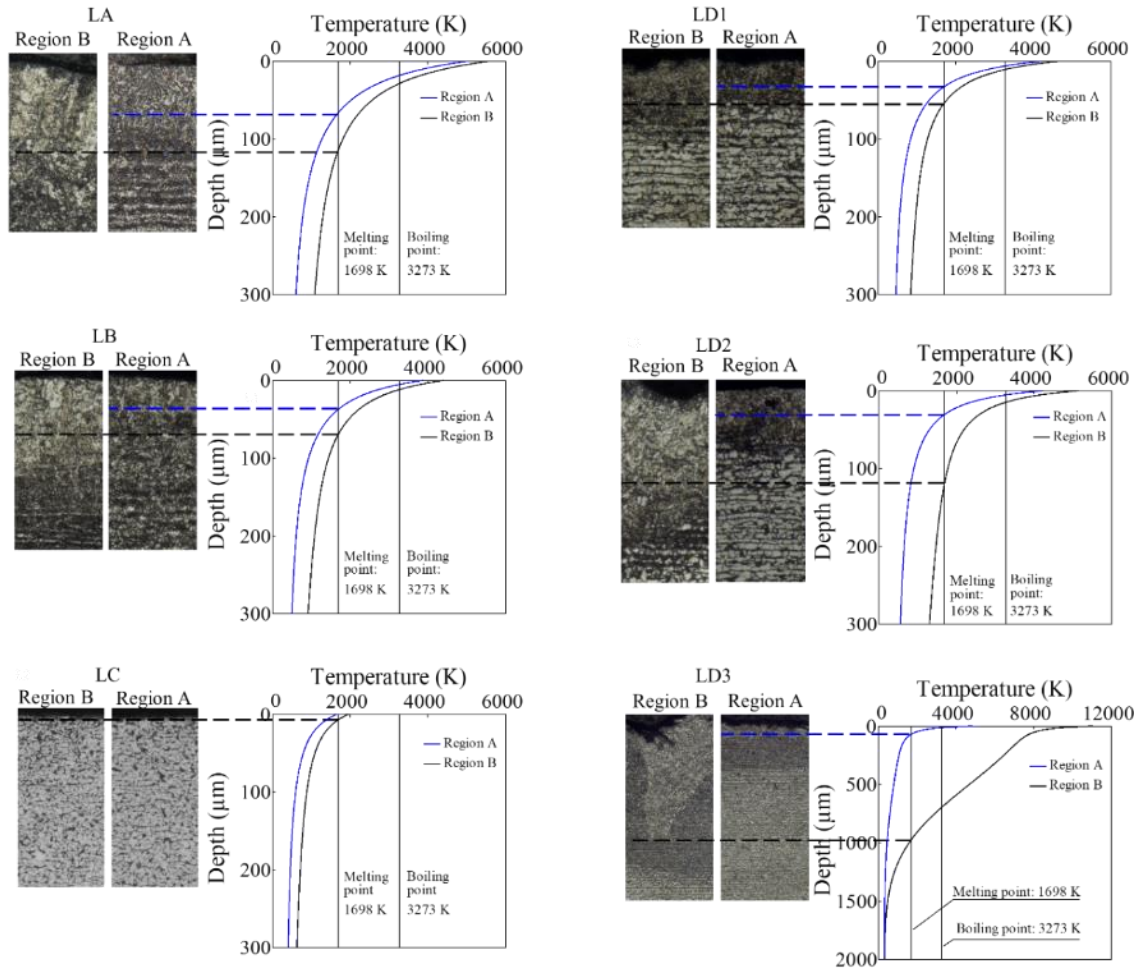 LA
Region B Region A
Temperature (K)
0 2000 4000 6000
0
100
200
300
Depth (μm)
Region A
Region B
Melting
point:
1698 K
Boiling
point:
3273 K
LD1
Region B Region A
Temperature (K)
0 2000 4000 6000
0
100
200
300
Depth (μm)
Region A
Region B
Melting
point:
1698 K
Boiling
point:
3273 K
LB
Region B Region A
Temperature (K)
0 2000 4000 6000
0
100
200
300
Depth (μm)
Region A
Region B
Melting
point:
1698 K
Boiling
point:
3273 K
LD2
Region B Region A
Temperature (K)
0 2000 4000 6000
0
100
200
300
Depth (μm)
Region A
Region B
Melting
point:
1698 K
Boiling
point:
3273 K
LC
Region B Region A
Temperature (K)
0 2000 4000 6000
0
100
200
300
Depth (μm)
Region A
Region B
Melting
point
1698 K
Boiling
point
3273 K
LD3
Region B Region A
Temperature (K)
0 4000 8000 12000
0
500
1000
1500
2000
Depth (μm)
Region A
Region B
Melting point: 1698 K
Boiling point: 3273 K